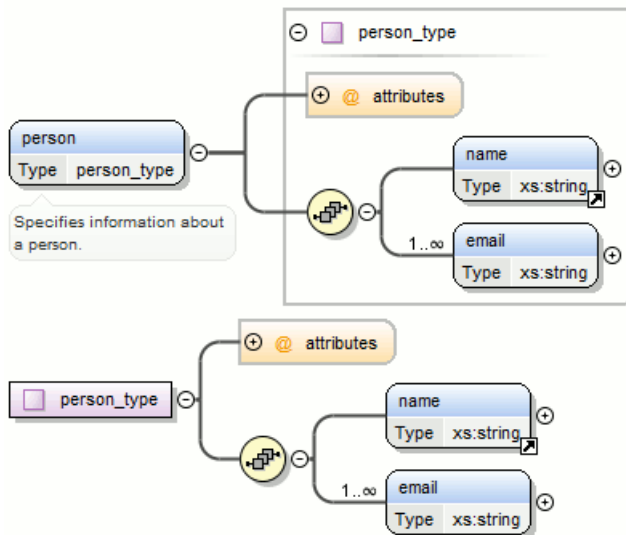 person_type
@ attributes
person
Type person_type
Specifies information about
a person.
name
Type xs:string
1..∞
email
Type xs:string
@ attributes
person_type
name
Type xs:string
1..∞
email
Type xs:string